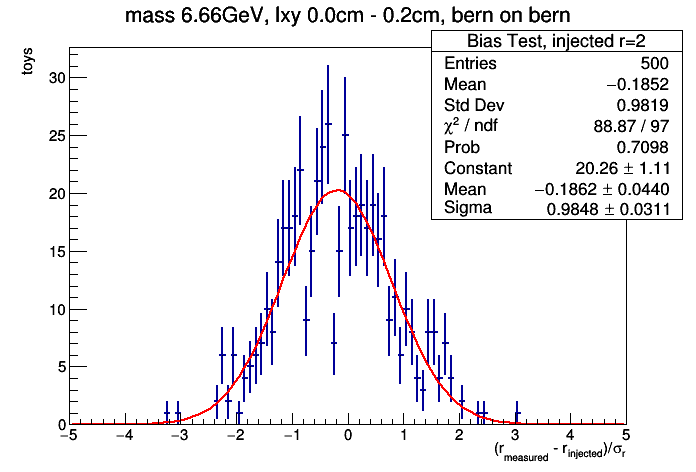 mass 6.66GeV, lxy 0.0cm - 0.2cm, bern on bern
Bias Test, injected r=2
Entries 500
Mean −0.1852
Std Dev 0.9819
χ² / ndf 88.87 / 97
Prob 0.7098
Constant 20.26 ± 1.11
Mean −0.1862 ± 0.0440
Sigma 0.9848 ± 0.0311
toys
30
25
20
15
10
5
0
−5 −4 −3 −2 −1 0 1 2 3 4 5
(r_measured - r_injected)/σ_r